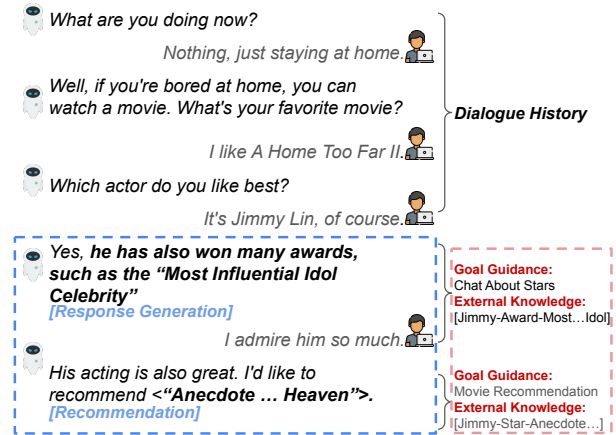 What are you doing now?
Nothing, just staying at home.
Well, if you're bored at home, you can
watch a movie. What's your favorite movie?
I like A Home Too Far II.
Which actor do you like best?
It's Jimmy Lin, of course.
Dialogue History
Yes, he has also won many awards,
such as the “Most Influential Idol
Celebrity”
[Response Generation]
I admire him so much.
Goal Guidance:
Chat About Stars
External Knowledge:
[Jimmy-Award-Most…Idol]
His acting is also great. I'd like to
recommend <“Anecdote … Heaven”>.
[Recommendation]
Goal Guidance:
Movie Recommendation
External Knowledge:
[Jimmy-Star-Anecdote…]